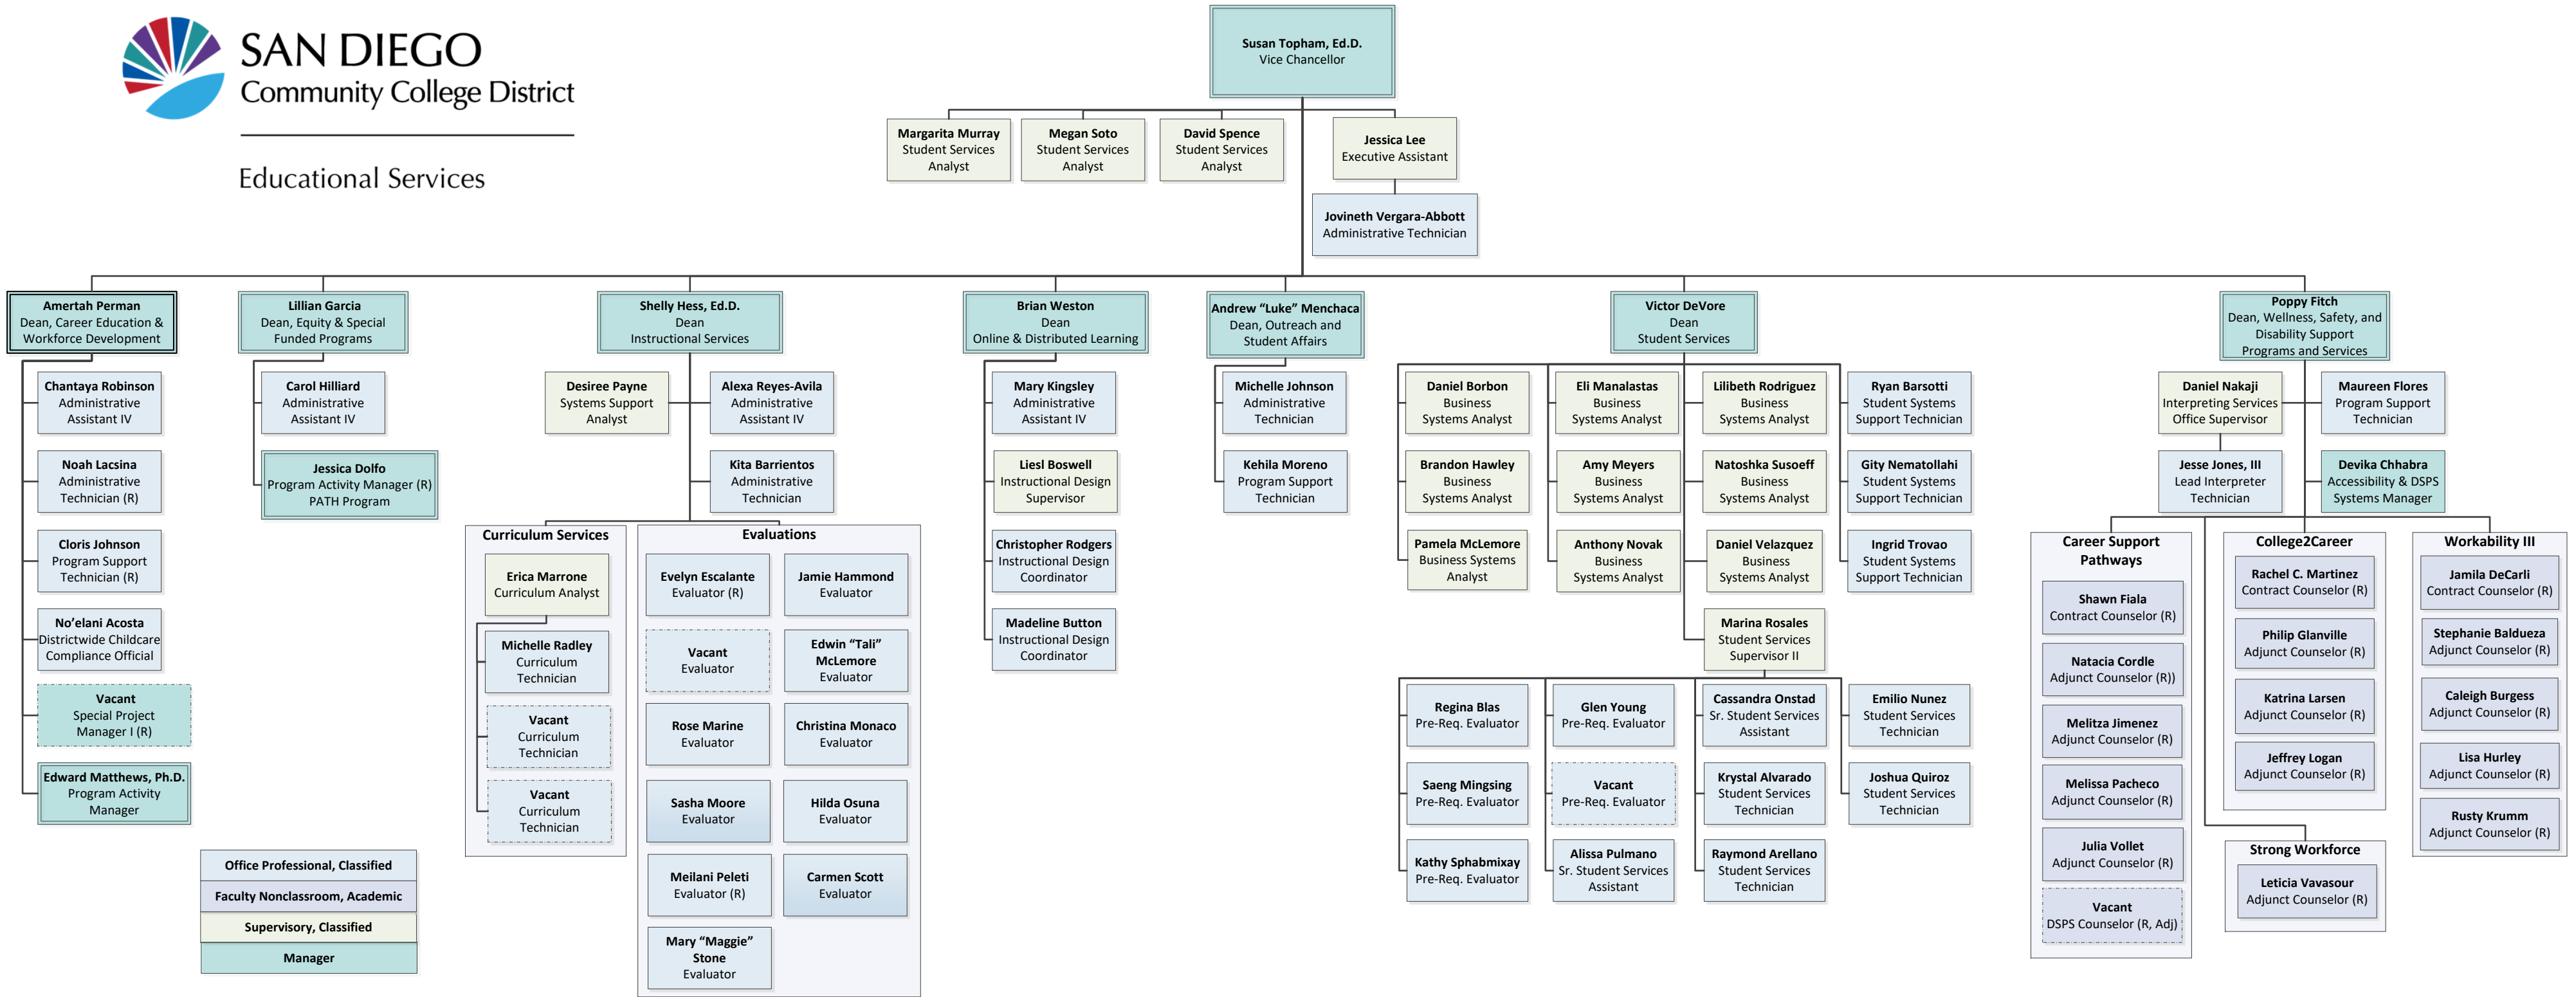 SAN DIEGO
Community College District
Educational Services
Susan Topham, Ed.D.
Vice Chancellor
Margarita Murray
Student Services
Analyst
Megan Soto
Student Services
Analyst
David Spence
Student Services
Analyst
Jessica Lee
Executive Assistant
Jovineth Vergara-Abbott
Administrative Technician
Amertah Perman
Dean, Career Education &
Workforce Development
Chantaya Robinson
Administrative
Assistant IV
Noah Lacsina
Administrative
Technician (R)
Cloris Johnson
Program Support
Technician (R)
No’elani Acosta
Districtwide Childcare
Compliance Official
Vacant
Special Project
Manager I (R)
Edward Matthews, Ph.D.
Program Activity
Manager
Lillian Garcia
Dean, Equity & Special
Funded Programs
Carol Hilliard
Administrative
Assistant IV
Jessica Dolfo
Program Activity Manager (R)
PATH Program
Shelly Hess, Ed.D.
Dean
Instructional Services
Desiree Payne
Systems Support
Analyst
Alexa Reyes-Avila
Administrative
Assistant IV
Kita Barrientos
Administrative
Technician
Curriculum Services
Erica Marrone
Curriculum Analyst
Michelle Radley
Curriculum
Technician
Vacant
Curriculum
Technician
Vacant
Curriculum
Technician
Evaluations
Evelyn Escalante
Evaluator (R)
Jamie Hammond
Evaluator
Vacant
Evaluator
Edwin “Tali”
McLemore
Evaluator
Rose Marine
Evaluator
Christina Monaco
Evaluator
Sasha Moore
Evaluator
Hilda Osuna
Evaluator
Meilani Peleti
Evaluator (R)
Carmen Scott
Evaluator
Mary “Maggie”
Stone
Evaluator
Brian Weston
Dean
Online & Distributed Learning
Mary Kingsley
Administrative
Assistant IV
Liesl Boswell
Instructional Design
Supervisor
Christopher Rodgers
Instructional Design
Coordinator
Madeline Button
Instructional Design
Coordinator
Andrew “Luke” Menchaca
Dean, Outreach and
Student Affairs
Michelle Johnson
Administrative
Technician
Kehila Moreno
Program Support
Technician
Victor DeVore
Dean
Student Services
Daniel Borbon
Business
Systems Analyst
Eli Manalastas
Business
Systems Analyst
Lilibeth Rodriguez
Business
Systems Analyst
Ryan Barsotti
Student Systems
Support Technician
Brandon Hawley
Business
Systems Analyst
Amy Meyers
Business
Systems Analyst
Natoshka Susoeff
Business
Systems Analyst
Gity Nematollahi
Student Systems
Support Technician
Pamela McLemore
Business Systems
Analyst
Anthony Novak
Business
Systems Analyst
Daniel Velazquez
Business
Systems Analyst
Ingrid Trovao
Student Systems
Support Technician
Marina Rosales
Student Services
Supervisor II
Regina Blas
Pre-Req. Evaluator
Glen Young
Pre-Req. Evaluator
Cassandra Onstad
Sr. Student Services
Assistant
Emilio Nunez
Student Services
Technician
Saeng Mingsing
Pre-Req. Evaluator
Vacant
Pre-Req. Evaluator
Krystal Alvarado
Student Services
Technician
Joshua Quiroz
Student Services
Technician
Kathy Sphabmixay
Pre-Req. Evaluator
Alissa Pulmano
Sr. Student Services
Assistant
Raymond Arellano
Student Services
Technician
Poppy Fitch
Dean, Wellness, Safety, and
Disability Support
Programs and Services
Daniel Nakaji
Interpreting Services
Office Supervisor
Maureen Flores
Program Support
Technician
Jesse Jones, III
Lead Interpreter
Technician
Devika Chhabra
Accessibility & DSPS
Systems Manager
Career Support
Pathways
Shawn Fiala
Contract Counselor (R)
Natacia Cordle
Adjunct Counselor (R))
Melitza Jimenez
Adjunct Counselor (R)
Melissa Pacheco
Adjunct Counselor (R)
Julia Vollet
Adjunct Counselor (R)
Vacant
DSPS Counselor (R, Adj)
College2Career
Rachel C. Martinez
Contract Counselor (R)
Philip Glanville
Adjunct Counselor (R)
Katrina Larsen
Adjunct Counselor (R)
Jeffrey Logan
Adjunct Counselor (R)
Strong Workforce
Leticia Vavasour
Adjunct Counselor (R)
Workability III
Jamila DeCarli
Contract Counselor (R)
Stephanie Baldueza
Adjunct Counselor (R)
Caleigh Burgess
Adjunct Counselor (R)
Lisa Hurley
Adjunct Counselor (R)
Rusty Krumm
Adjunct Counselor (R)
Office Professional, Classified
Faculty Nonclassroom, Academic
Supervisory, Classified
Manager